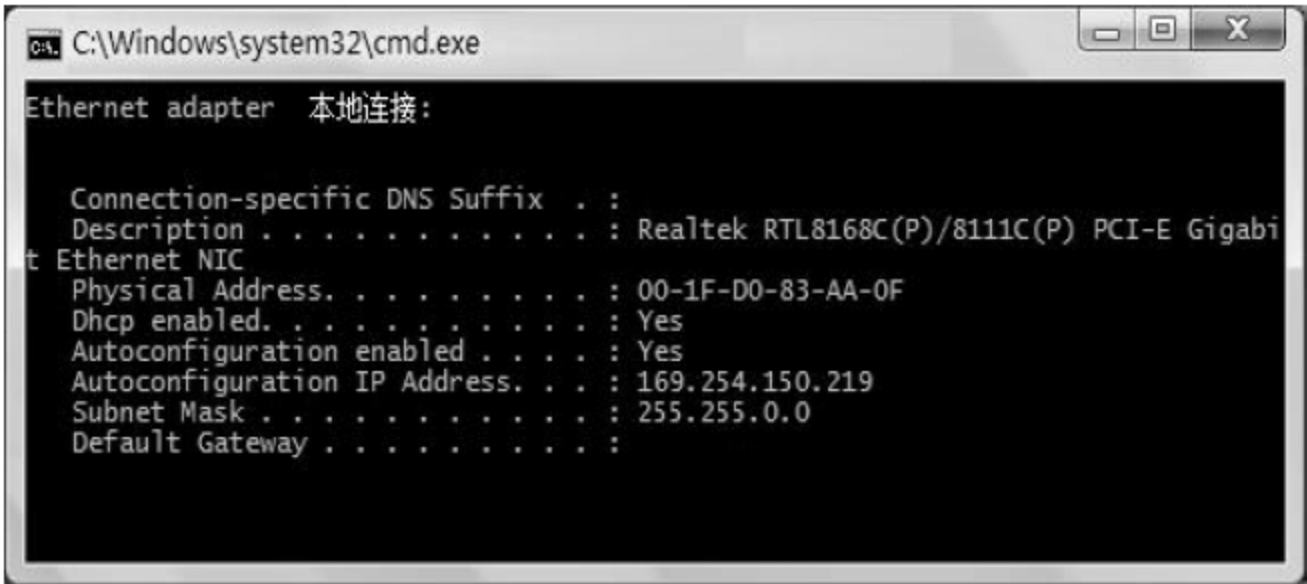 C:\Windows\system32\cmd.exe
Ethernet adapter 本地连接:
Connection-specific DNS Suffix . :
Description . . . . . . . . . . . : Realtek RTL8168C(P)/8111C(P) PCI-E Gigabi
t Ethernet NIC
Physical Address. . . . . . . . . : 00-1F-D0-83-AA-0F
Dhcp enabled. . . . . . . . . . . : Yes
Autoconfiguration enabled . . . . : Yes
Autoconfiguration IP Address. . . : 169.254.150.219
Subnet Mask . . . . . . . . . . . : 255.255.0.0
Default Gateway . . . . . . . . . :